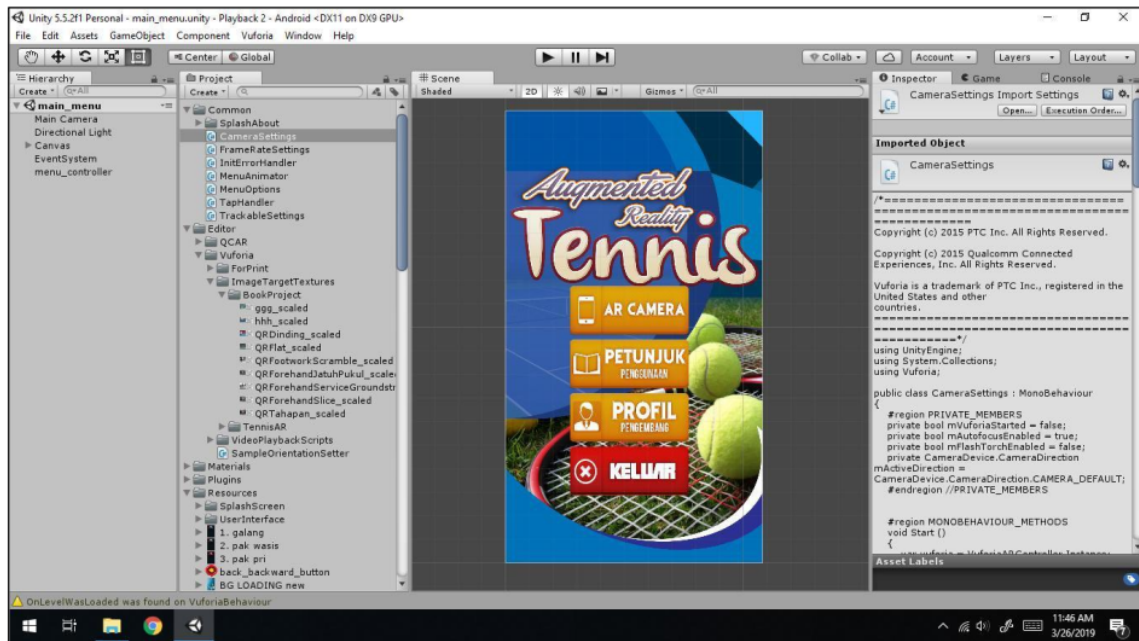 Unity 5.5.2f1 Personal - main_menu.unity - Playback 2 - Android <DX11 on DX9 GPU>
File Edit Assets GameObject Component Vuforia Window Help
Center Global Collab Account Layers Layout
Hierarchy
Create
main_menu
Main Camera
Directional Light
Canvas
EventSystem
menu_controller
Project
Create
Common
SplashAbout
CameraSettings
FrameRateSettings
InitErrorHandler
MenuAnimator
MenuOptions
TapHandler
TrackableSettings
Editor
QCAR
Vuforia
ForPrint
ImageTargetTextures
BookProject
ggg_scaled
hhh_scaled
QRDinding_scaled
QRFlat_scaled
QRFootworkScramble_scaled
QRForehandJatuhPukul_scale
QRForehandServiceGroundstr
QRForehandSlice_scaled
QRTahapan_scaled
TennisAR
VideoPlaybackScripts
SampleOrientationSetter
Materials
Plugins
Resources
SplashScreen
UserInterface
1. galang
2. pak wasis
3. pak pri
back_backward_button
BG LOADING new
Scene
Shaded 2D Gizmos All
Augmented
Reality
Tennis
AR CAMERA
PETUNJUK
PENGGUNAAN
PROFIL
PENGEMBANG
KELUAR
Inspector Game Console
CameraSettings Import Settings
Open... Execution Order...
Imported Object
CameraSettings
/*================================
==================================
=============
Copyright (c) 2015 PTC Inc. All Rights Reserved.
Copyright (c) 2015 Qualcomm Connected
Experiences, Inc. All Rights Reserved.
Vuforia is a trademark of PTC Inc., registered in the
United States and other
countries.
==================================
==================================
===========*/
using UnityEngine;
using System.Collections;
using Vuforia;
public class CameraSettings : MonoBehaviour
{
#region PRIVATE_MEMBERS
private bool mVuforiaStarted = false;
private bool mAutofocusEnabled = true;
private bool mFlashTorchEnabled = false;
private CameraDevice.CameraDirection
mActiveDirection =
CameraDevice.CameraDirection.CAMERA_DEFAULT;
#endregion //PRIVATE_MEMBERS
#region MONOBEHAVIOUR_METHODS
void Start ()
{
var vuforia = VuforiaARController.Instance;
Asset Labels
OnLevelWasLoaded was found on VuforiaBehaviour
11:46 AM
3/26/2019